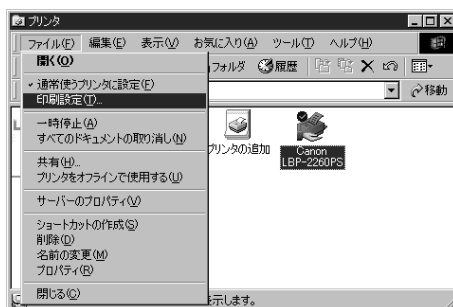 プリンタ
ファイル(F) 編集(E) 表示(V) お気に入り(A) ツール(T) ヘルプ(H)
開く(O)
フォルダ 履歴
通常使うプリンタに設定(F)
印刷設定(T)...
移動
一時停止(A)
すべてのドキュメントの取り消し(N)
プリンタの追加
Canon
LBP-2260PS
共有(H)...
プリンタをオフラインで使用する(U)
サーバーのプロパティ(V)
ショートカットの作成(S)
削除(D)
名前の変更(M)
プロパティ(R)
閉じる(C)
示します。